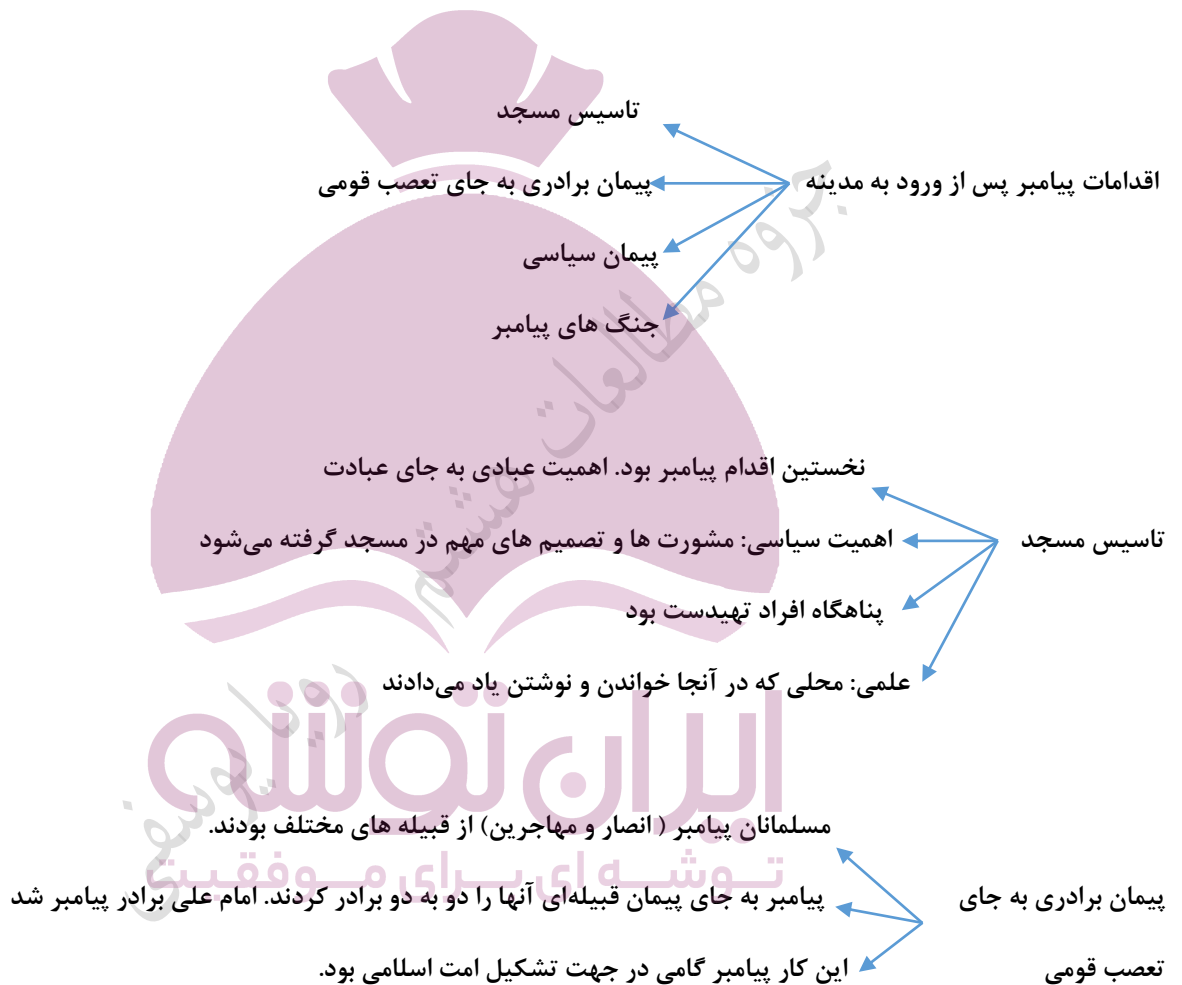 تاسیس مسجد
اقدامات پیامبر پس از ورود به مدینه
پیمان برادری به جای تعصب قومی
پیمان سیاسی
جنگ های پیامبر
نخستین اقدام پیامبر بود. اهمیت عبادی به جای عبادت
تاسیس مسجد
اهمیت سیاسی: مشورت ها و تصمیم های مهم در مسجد گرفته می‌شود
پناهگاه افراد تهیدست بود
علمی: محلی که در آنجا خواندن و نوشتن یاد می‌دادند
مسلمانان پیامبر ( انصار و مهاجرین) از قبیله های مختلف بودند.
پیمان برادری به جای
پیامبر به جای پیمان قبیله‌ای آنها را دو به دو برادر کردند. امام علی برادر پیامبر شد
تعصب قومی
این کار پیامبر گامی در جهت تشکیل امت اسلامی بود.
جزوه مطالعات هشتم
رویا یوسفی
ایران توشه
توشه ای برای موفقیت